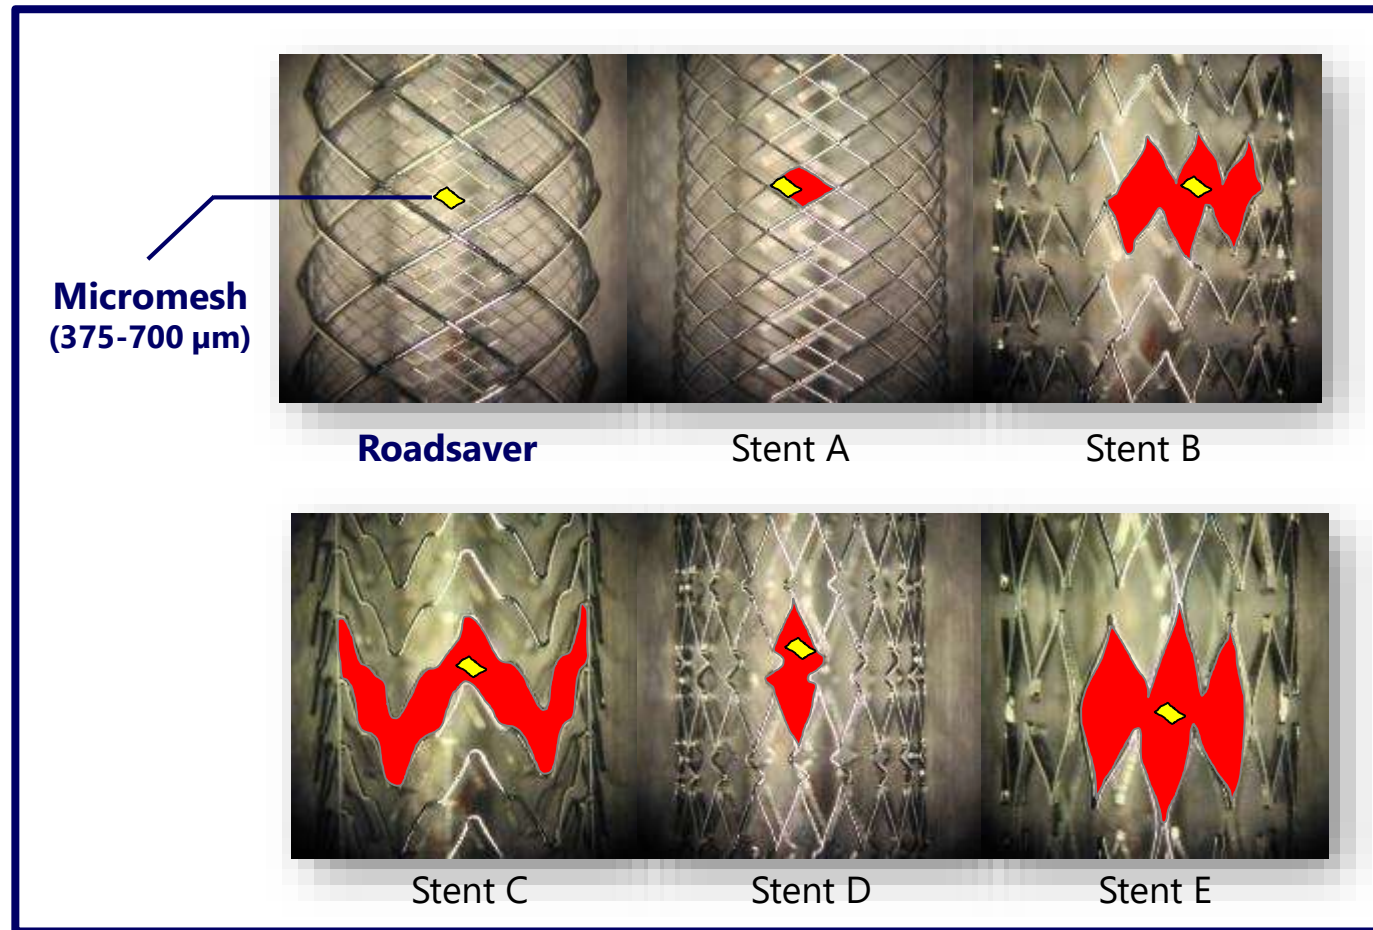 Micromesh
(375-700 µm)
Roadsaver
Stent A
Stent B
Stent C
Stent D
Stent E